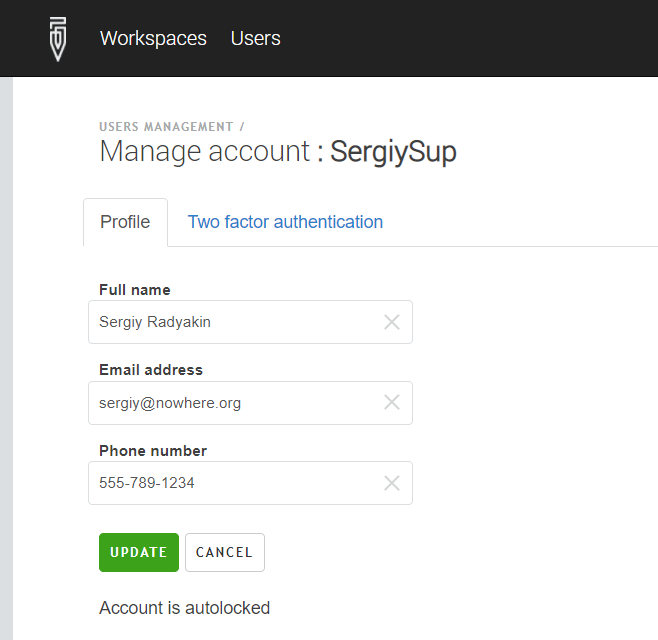 Workspaces Users
USERS MANAGEMENT /
Manage account : SergiySup
Profile Two factor authentication
Full name
Sergiy Radyakin
Email address
sergiy@nowhere.org
Phone number
555-789-1234
UPDATE CANCEL
Account is autolocked